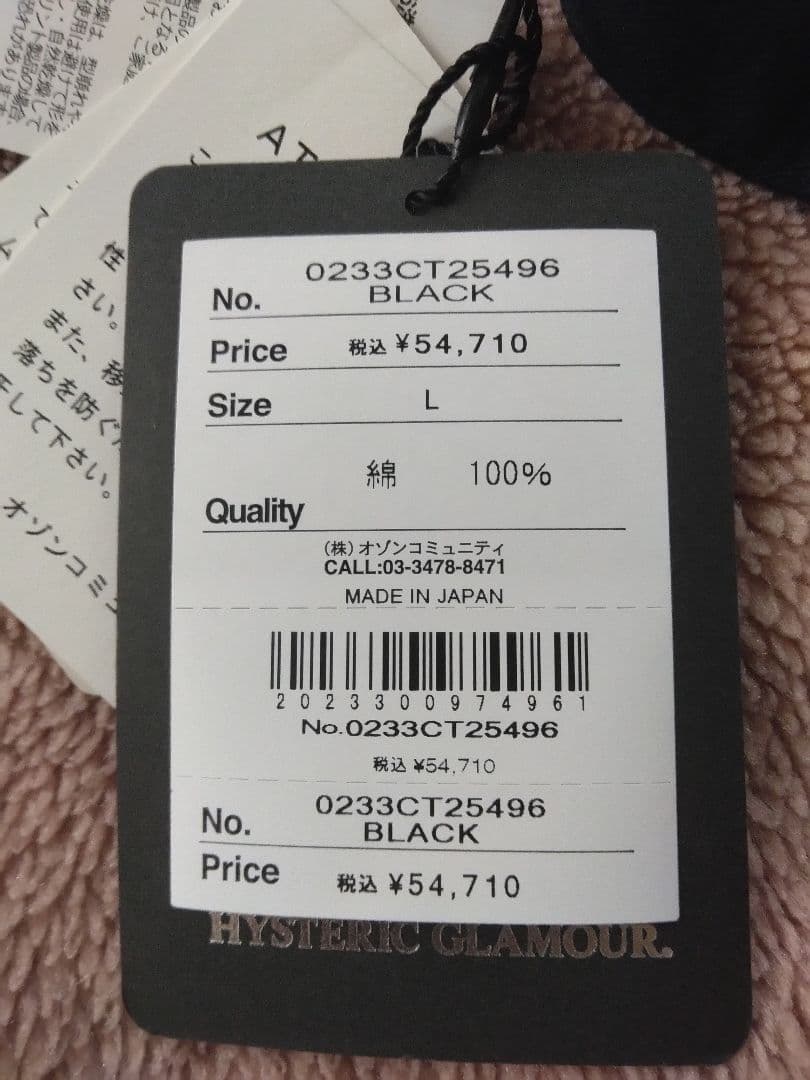 性
さい。
また、移
落ちを防ぐ
して下さい。
オゾンコミュ
No. 0233CT25496
BLACK
Price 税込 ¥54,710
Size L
綿 100%
Quality
(株)オゾンコミュニティ
CALL:03-3478-8471
MADE IN JAPAN
2023300974961
No.0233CT25496
税込 ¥54,710
No. 0233CT25496
BLACK
Price 税込 ¥54,710
HYSTERIC GLAMOUR.